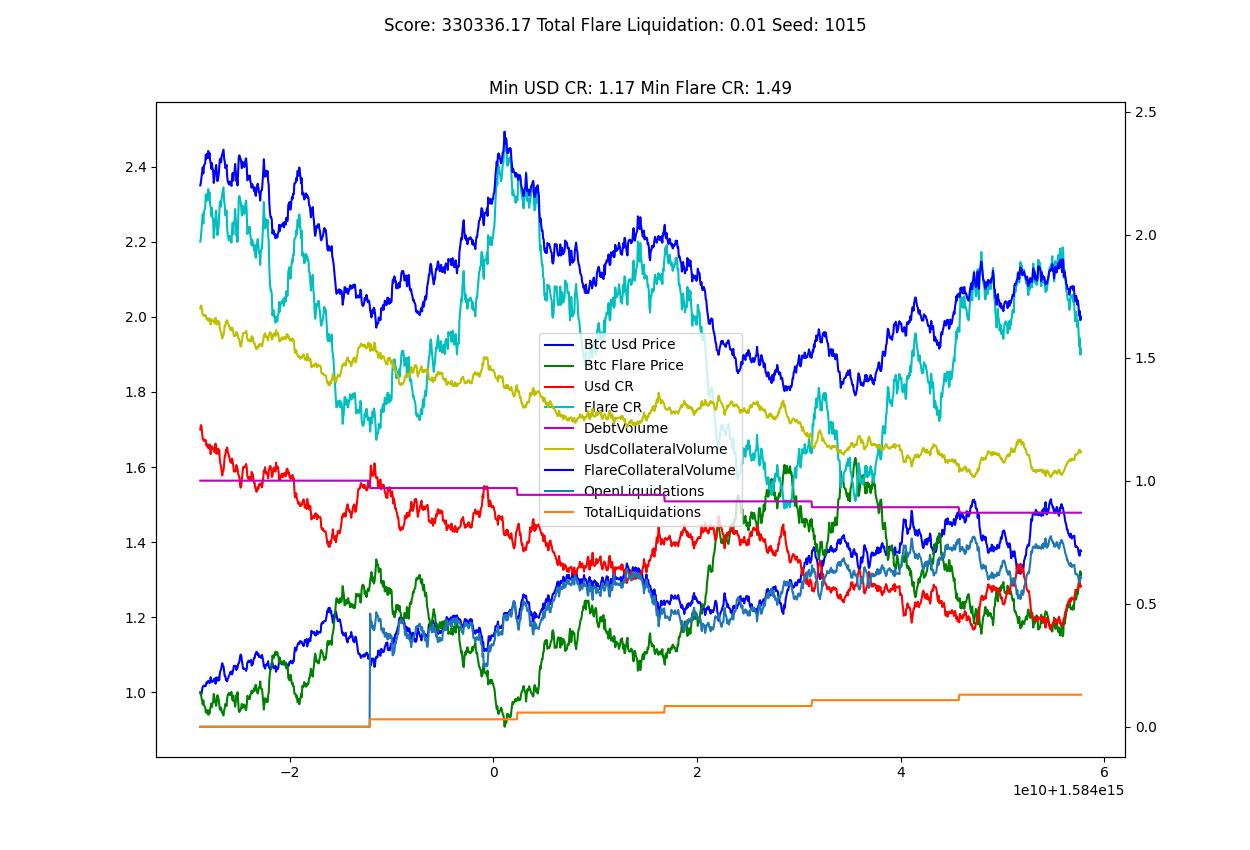 Score: 330336.17 Total Flare Liquidation: 0.01 Seed: 1015
Min USD CR: 1.17 Min Flare CR: 1.49
2.4
2.2
2.0
1.8
1.6
1.4
1.2
1.0
2.5
2.0
1.5
1.0
0.5
0.0
Btc Usd Price
Btc Flare Price
Usd CR
Flare CR
DebtVolume
UsdCollateralVolume
FlareCollateralVolume
OpenLiquidations
TotalLiquidations
−2 0 2 4 6
1e10+1.584e15